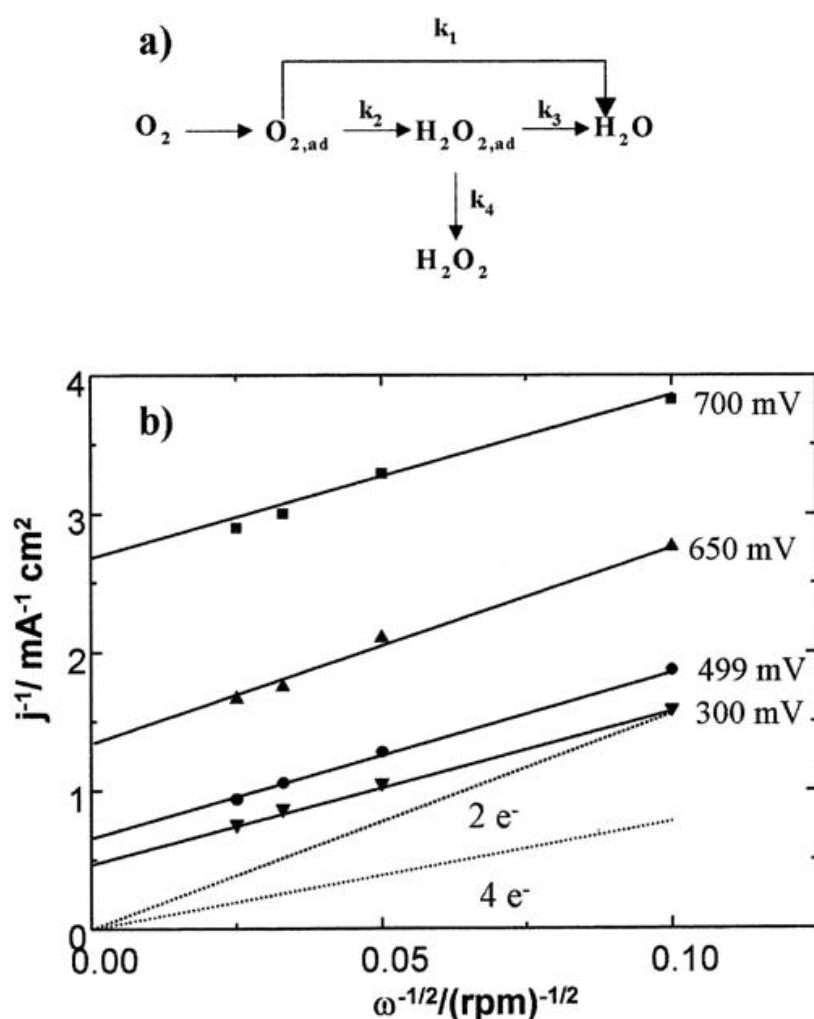 a)
k₁
O₂ → O₂,ad k₂ → H₂O₂,ad k₃ → H₂O
k₄
H₂O₂
b)
4
3
2
1
0
j⁻¹/ mA⁻¹ cm²
700 mV
650 mV
499 mV
300 mV
2 e⁻
4 e⁻
0.00 0.05 0.10
ω⁻¹/²/(rpm)⁻¹/²